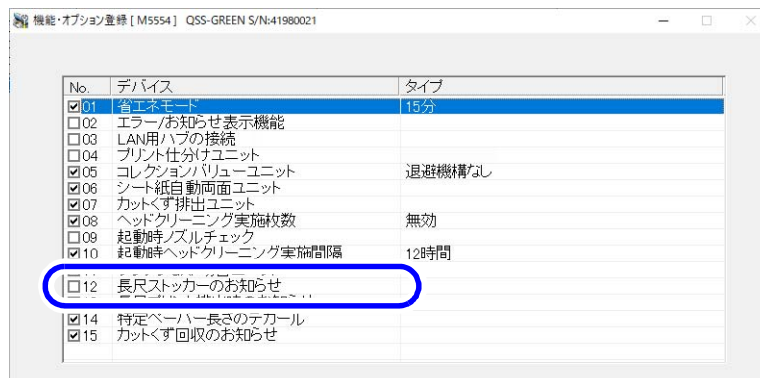 機能・オプション登録 [ M5554 ] QSS-GREEN S/N:41980021
No. デバイス タイプ
01 省エネモード 15分
02 エラー/お知らせ表示機能
03 LAN用ハブの接続
04 プリント仕分けユニット
05 コレクションバリューユニット 退避機構なし
06 シート紙自動両面ユニット
07 カットくず排出ユニット
08 ヘッドクリーニング実施枚数 無効
09 起動時ノズルチェック
10 起動時ヘッドクリーニング実施間隔 12時間
12 長尺ストッカーのお知らせ
14 特定ペーパー長さのデカール
15 カットくず回収のお知らせ